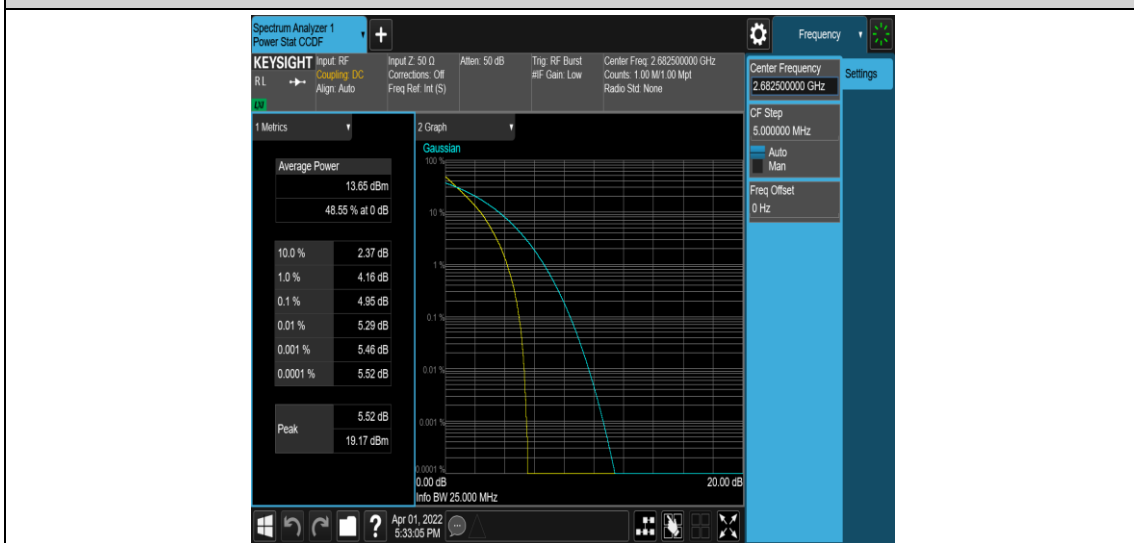 Spectrum Analyzer 1
Power Stat CCDF
+
Frequency
KEYSIGHT
RL
LXI
Input: RF
Coupling: DC
Align: Auto
Input Z: 50 Ω
Corrections: Off
Freq Ref: Int (S)
Atten: 50 dB
Trig: RF Burst
#IF Gain: Low
Center Freq: 2.682500000 GHz
Counts: 1.00 M/1.00 Mpt
Radio Std: None
Center Frequency
2.682500000 GHz
Settings
CF Step
5.000000 MHz
Auto
Man
Freq Offset
0 Hz
1 Metrics
Average Power
13.65 dBm
48.55 % at 0 dB
10.0 % 2.37 dB
1.0 % 4.16 dB
0.1 % 4.95 dB
0.01 % 5.29 dB
0.001 % 5.46 dB
0.0001 % 5.52 dB
Peak
5.52 dB
19.17 dBm
2 Graph
Gaussian
100 %
10 %
1 %
0.1 %
0.01 %
0.001 %
0.0001 %
0.00 dB 20.00 dB
Info BW 25.000 MHz
?
Apr 01, 2022
5:33:05 PM